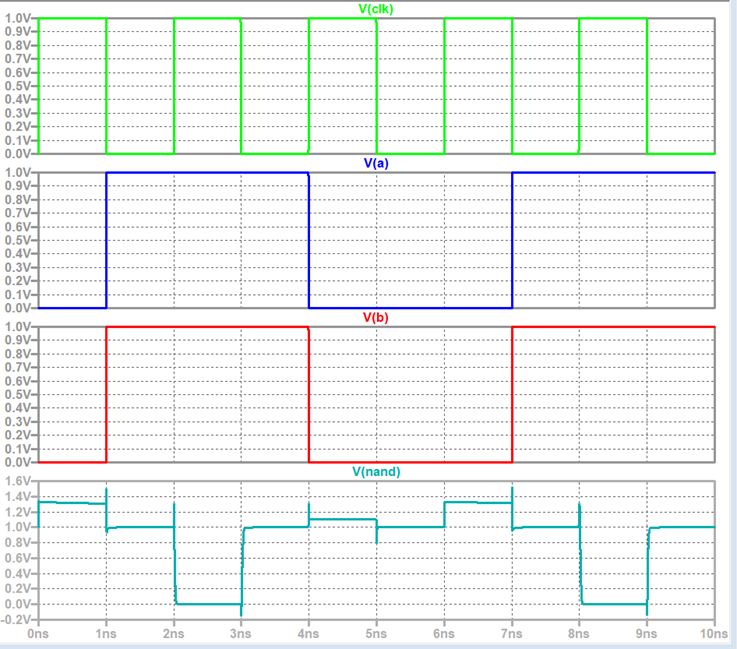 V(clk)
1.0V
0.9V
0.8V
0.7V
0.6V
0.5V
0.4V
0.3V
0.2V
0.1V
0.0V
V(a)
1.0V
0.9V
0.8V
0.7V
0.6V
0.5V
0.4V
0.3V
0.2V
0.1V
0.0V
V(b)
1.0V
0.9V
0.8V
0.7V
0.6V
0.5V
0.4V
0.3V
0.2V
0.1V
0.0V
V(nand)
1.6V
1.4V
1.2V
1.0V
0.8V
0.6V
0.4V
0.2V
0.0V
-0.2V
0ns 1ns 2ns 3ns 4ns 5ns 6ns 7ns 8ns 9ns 10ns